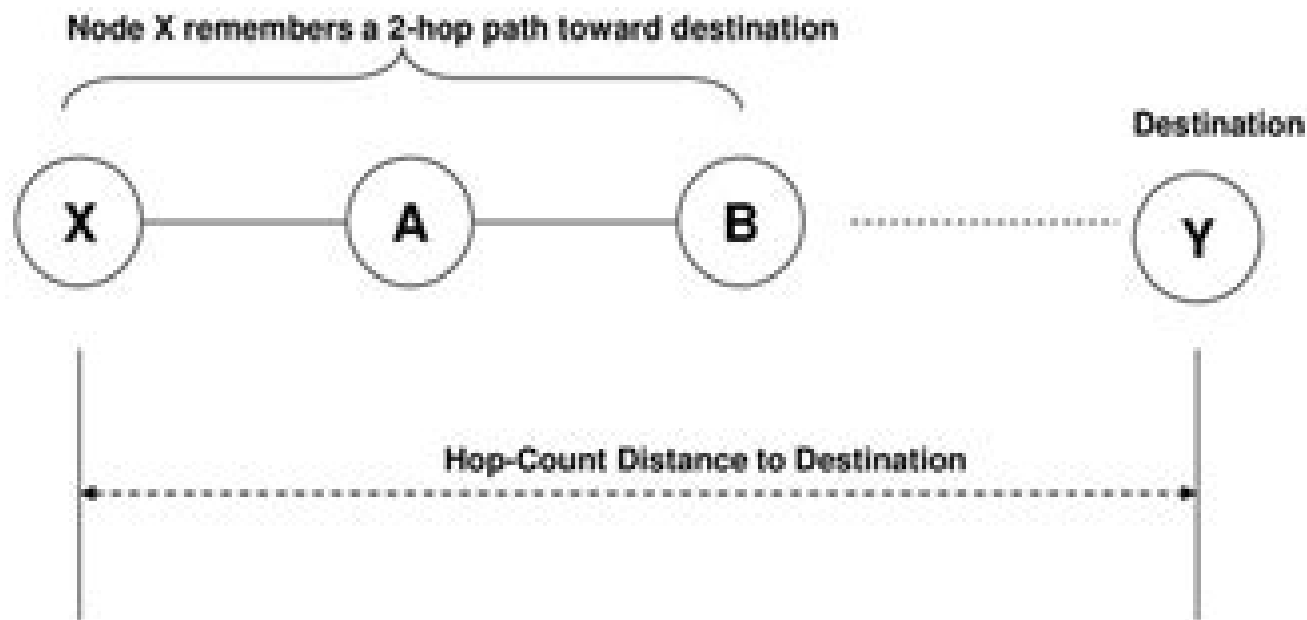 Node X remembers a 2-hop path toward destination
Destination
X
A
B
Y
Hop-Count Distance to Destination